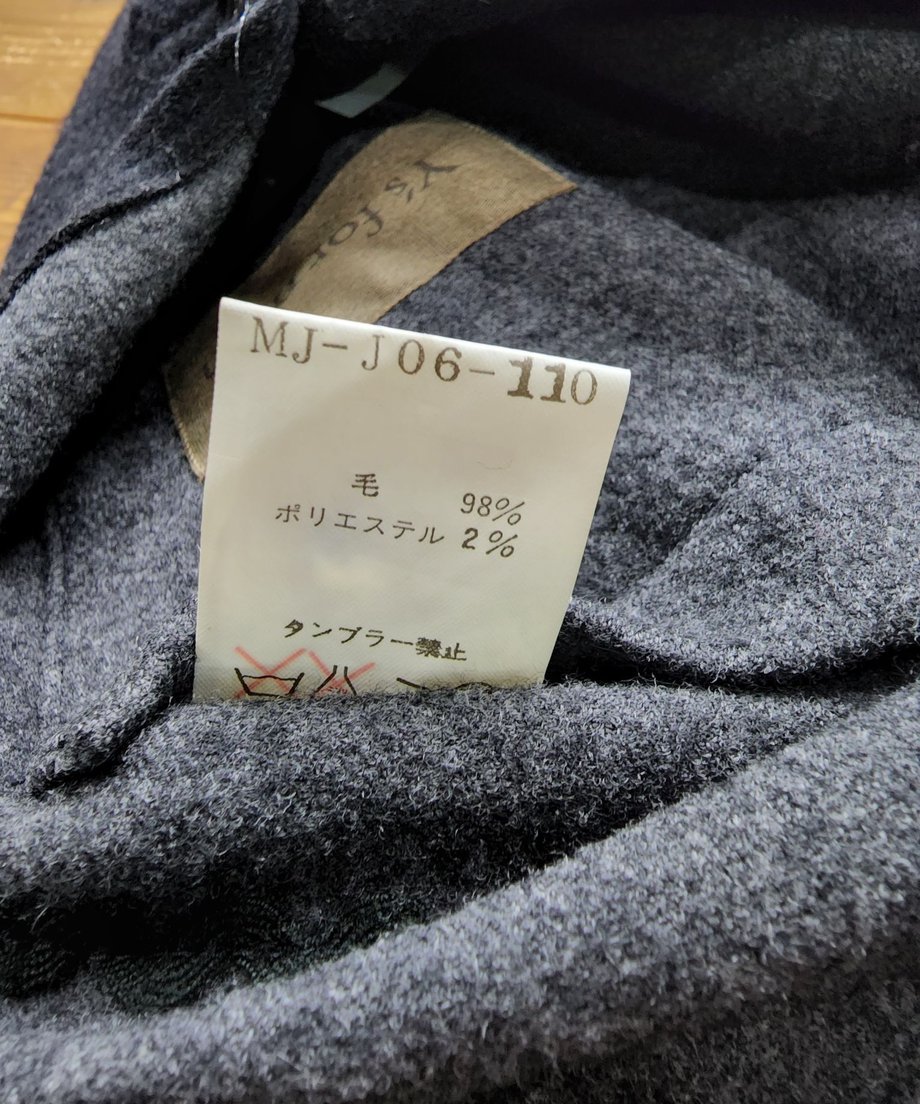 Y's for
MJ-J06-110
毛 98%
ポリエステル 2%
タンブラー禁止